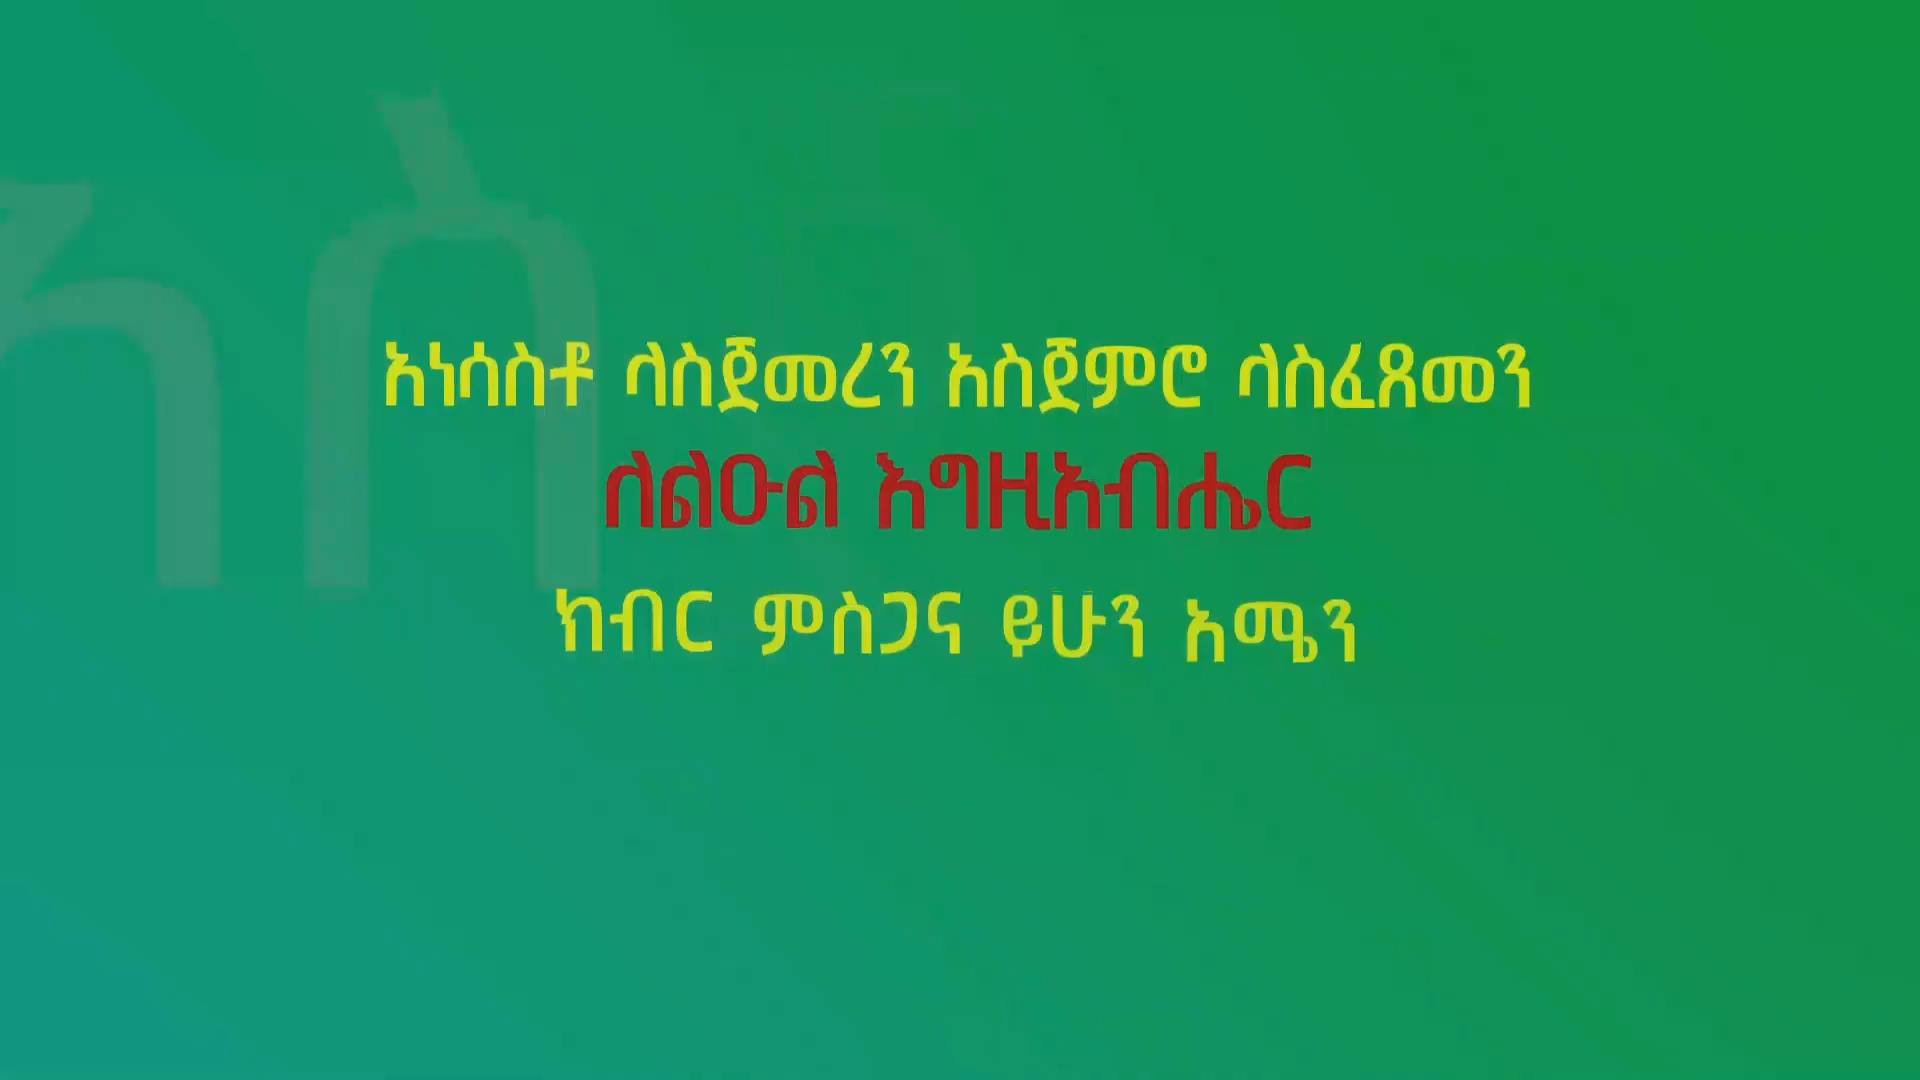 አነሳስቶ ላስጀመረን አስጀምሮ ላስፈጸመን
ለልዑል እግዚአብሔር
ክብር ምስጋና ይሁን አሜን